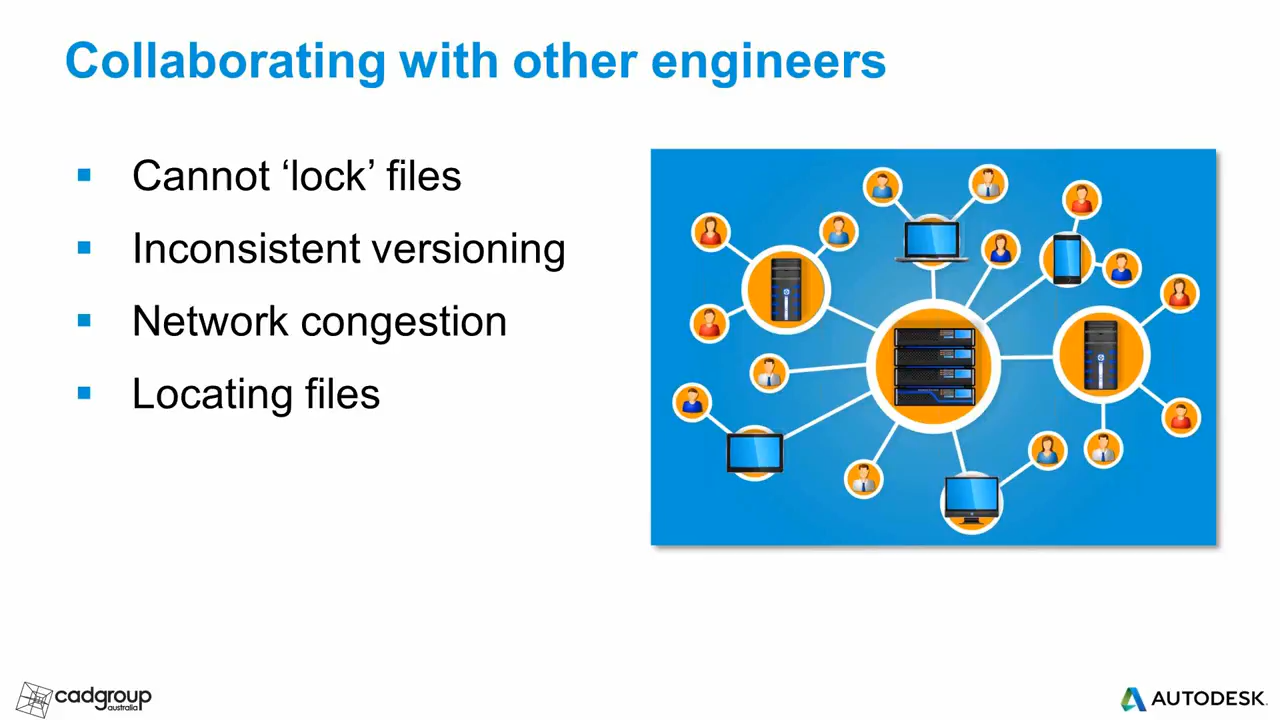 Collaborating with other engineers
▪ Cannot ‘lock’ files
▪ Inconsistent versioning
▪ Network congestion
▪ Locating files
cadgroup
australia
AUTODESK.